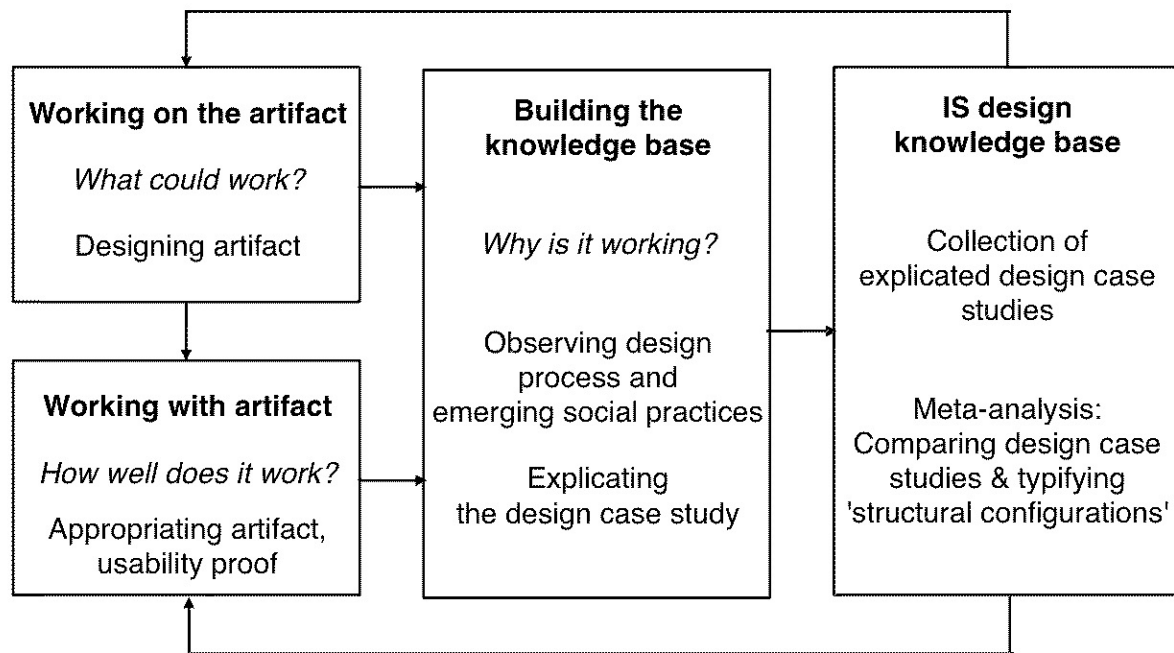 Working on the artifact
What could work?
Designing artifact
Working with artifact
How well does it work?
Appropriating artifact,
usability proof
Building the
knowledge base
Why is it working?
Observing design
process and
emerging social practices
Explicating
the design case study
IS design
knowledge base
Collection of
explicated design case
studies
Meta-analysis:
Comparing design case
studies & typifying
'structural configurations'